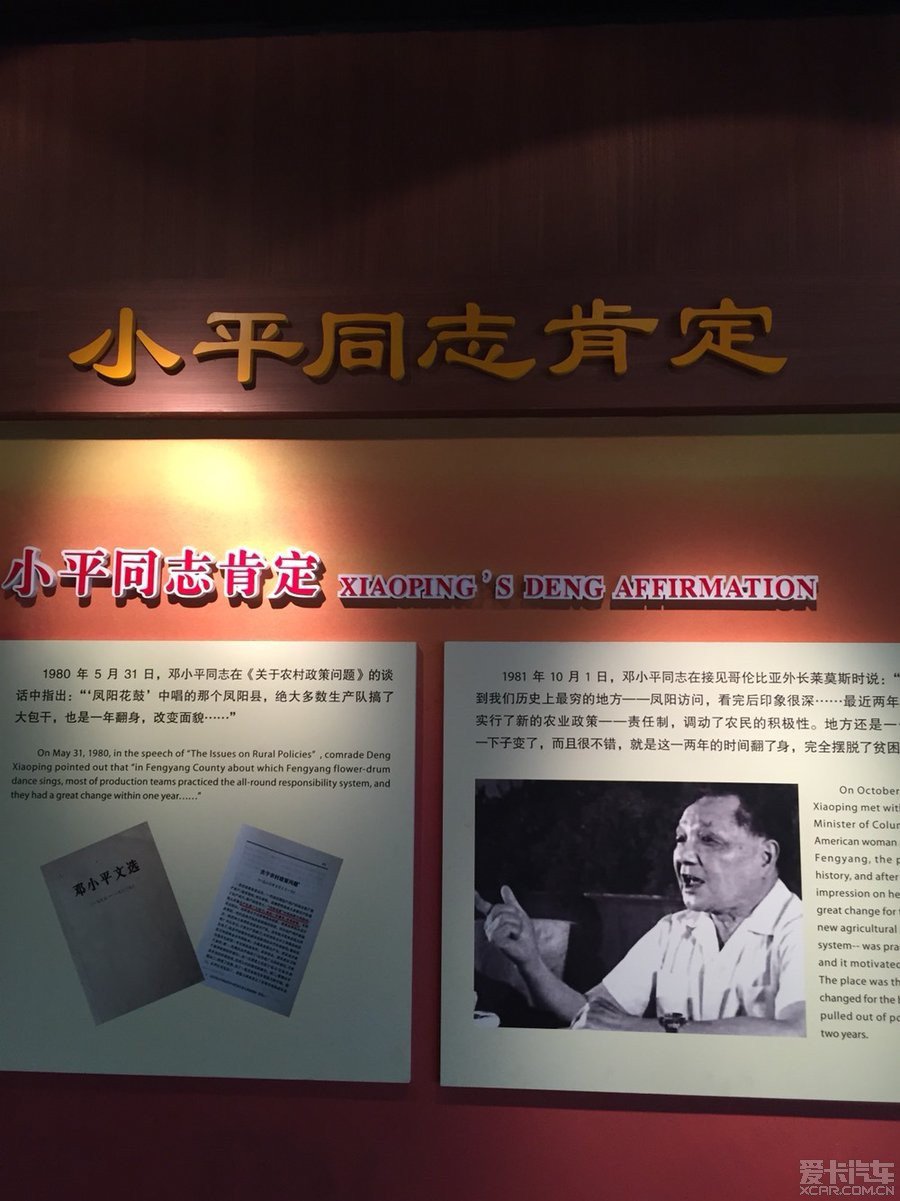 小平同志肯定
小平同志肯定 XIAOPING'S DENG AFFIRMATION
1980 年 5 月 31 日，邓小平同志在《关于农村政策问题》的谈
话中指出：“‘凤阳花鼓’中唱的那个凤阳县，绝大多数生产队搞了
大包干，也是一年翻身，改变面貌……”
On May 31, 1980, in the speech of "The Issues on Rural Policies" , comrade Deng
Xiaoping pointed out that "in Fengyang County about which Fengyang flower-drum
dance sings, most of production teams practiced the all-round responsibility system, and
they had a great change within one year......"
邓小平文选
关于农村政策问题
1981 年 10 月 1 日，邓小平同志在接见哥伦比亚外长莱莫斯时说：“
到我们历史上最穷的地方——凤阳访问，看完后印象很深……最近两年
实行了新的农业政策——责任制，调动了农民的积极性。地方还是一
一下子变了，而且很不错，就是这一两年的时间翻了身，完全摆脱了贫困
On October
Xiaoping met wit
Minister of Colum
American woman
Fengyang, the p
history, and after
impression on he
great change for t
new agricultural
system-- was pra
and it motivated
The place was th
changed for the b
pulled out of po
two years.
爱卡汽车
XCAR.COM.CN